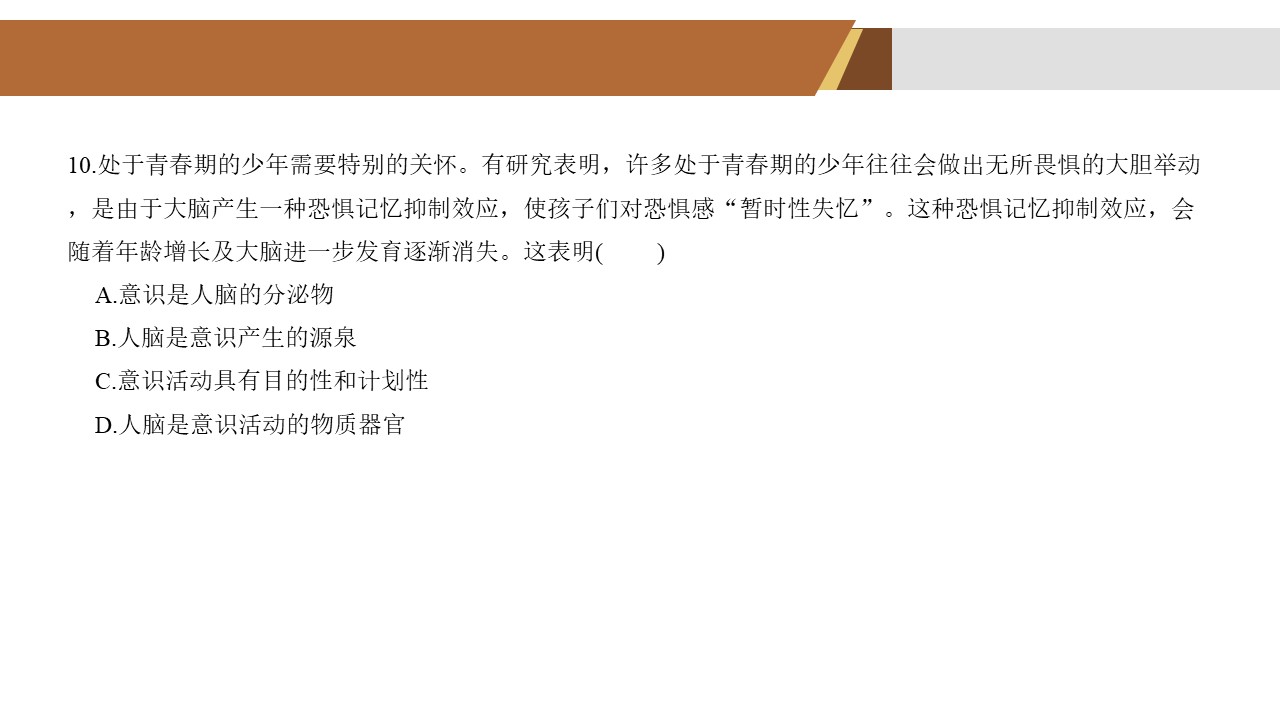 10.处于青春期的少年需要特别的关怀。有研究表明，许多处于青春期的少年往往会做出无所畏惧的大胆举动
，是由于大脑产生一种恐惧记忆抑制效应，使孩子们对恐惧感“暂时性失忆”。这种恐惧记忆抑制效应，会
随着年龄增长及大脑进一步发育逐渐消失。这表明(　　)
A.意识是人脑的分泌物
B.人脑是意识产生的源泉
C.意识活动具有目的性和计划性
D.人脑是意识活动的物质器官